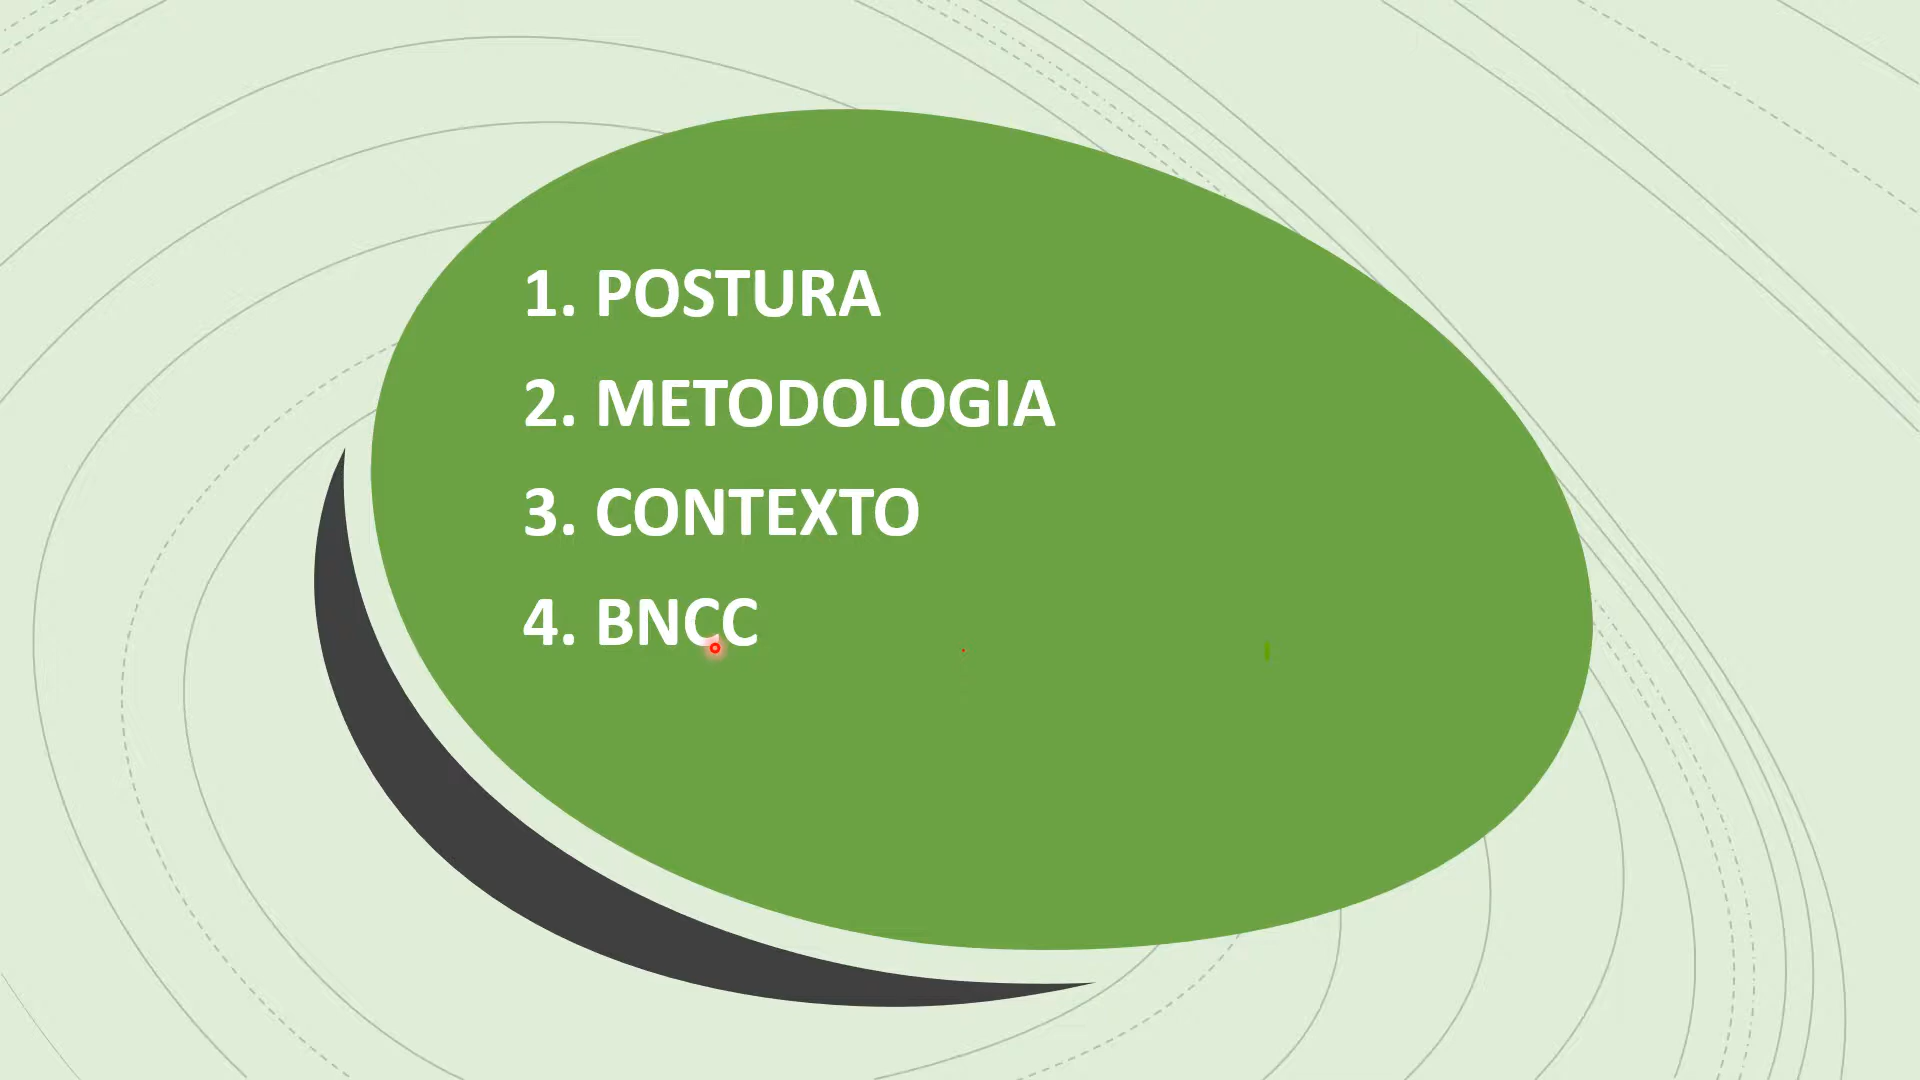 1. POSTURA
2. METODOLOGIA
3. CONTEXTO
4. BNCC